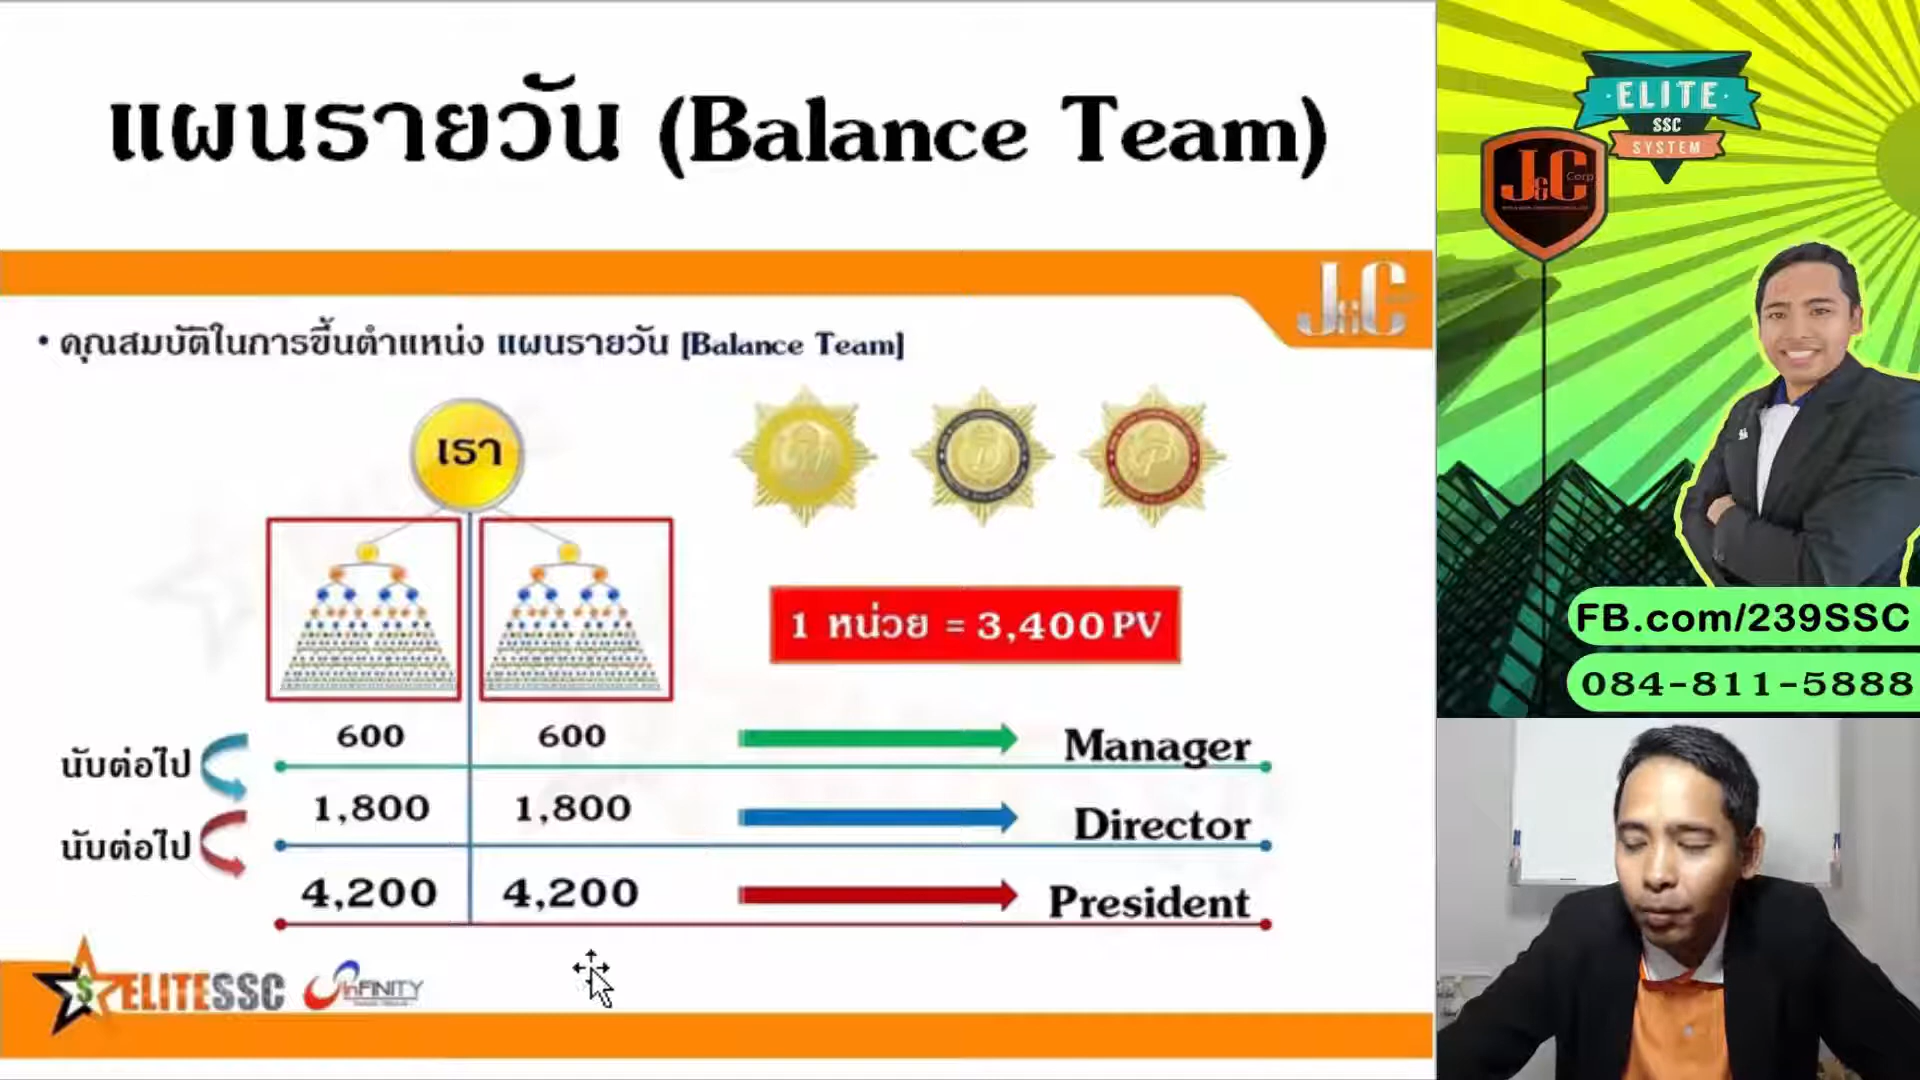 แผนรายวัน (Balance Team)
J&C
• คุณสมบัติในการขึ้นตำแหน่ง แผนรายวัน [Balance Team]
เรา
1 หน่วย = 3,400 PV
600 600 Manager
นับต่อไป
1,800 1,800 Director
นับต่อไป
4,200 4,200 President
ELITESSC
INFINITY
ELITE
SSC
SYSTEM
J&C Corp
FB.com/239SSC
084-811-5888